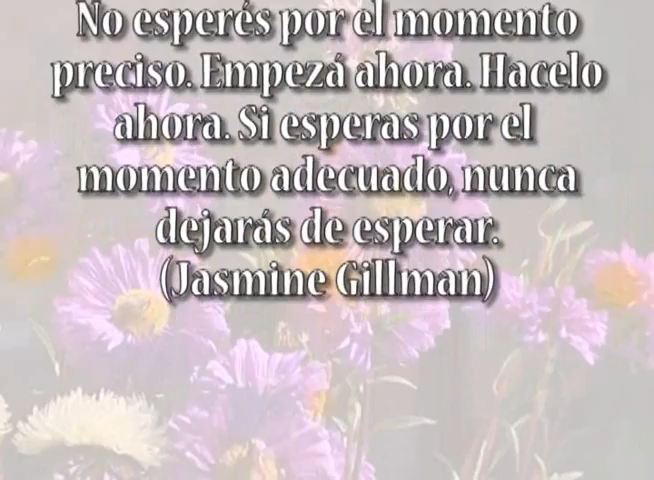 No esperés por el momento
preciso. Empezá ahora. Hacelo
ahora. Si esperas por el
momento adecuado, nunca
dejarás de esperar.
(Jasmine Gillman)